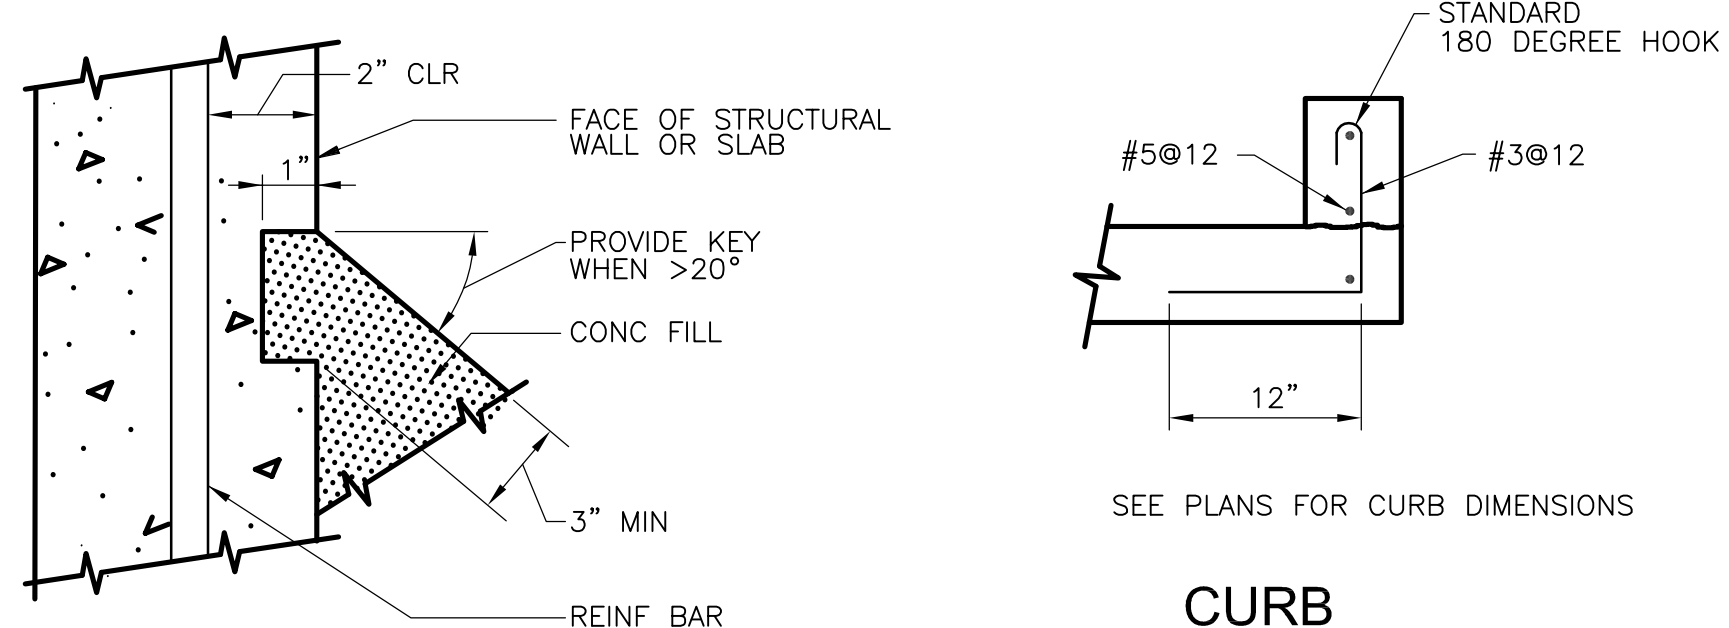 2” CLR
FACE OF STRUCTURAL
WALL OR SLAB
1”
PROVIDE KEY
WHEN >20°
CONC FILL
3” MIN
REINF BAR
STANDARD
180 DEGREE HOOK
#5@12
#3@12
12”
SEE PLANS FOR CURB DIMENSIONS
CURB